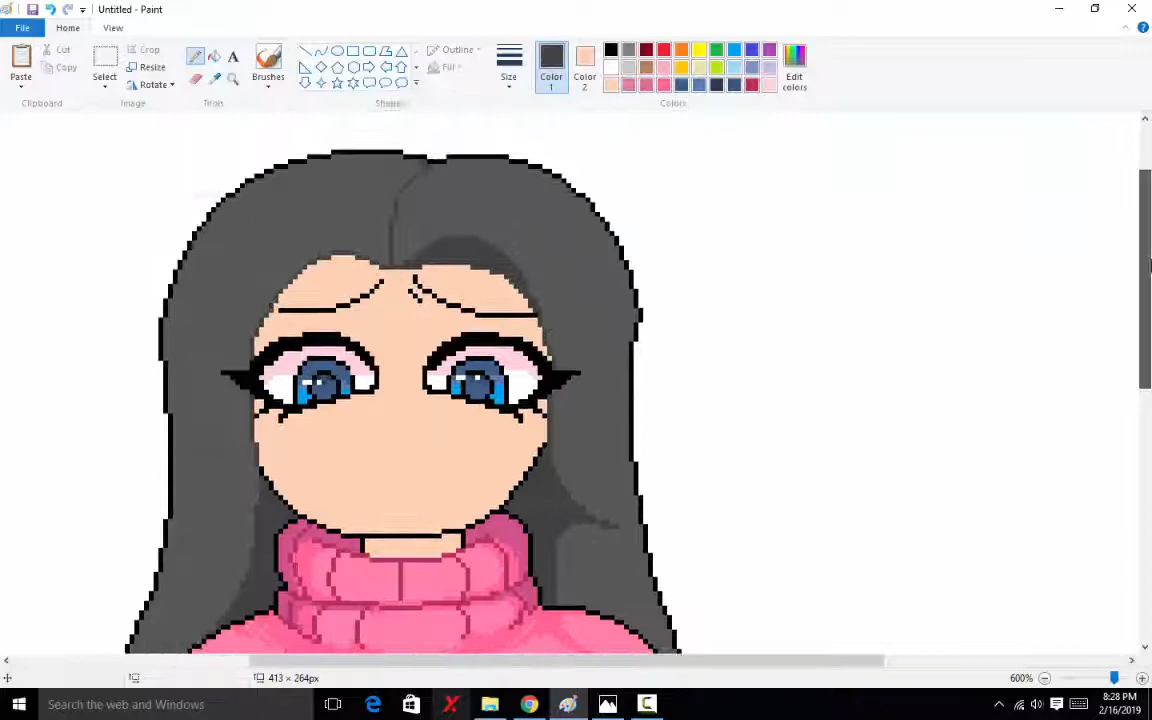 Untitled - Paint
File Home View
Paste
Cut
Copy
Clipboard
Select
Crop
Resize
Rotate
Image
A
Tools
Brushes
Outline
Fill
Shapes
Size
Color 1
Color 2
Edit colors
Colors
413 × 264px
600%
Search the web and Windows
8:28 PM
2/16/2019